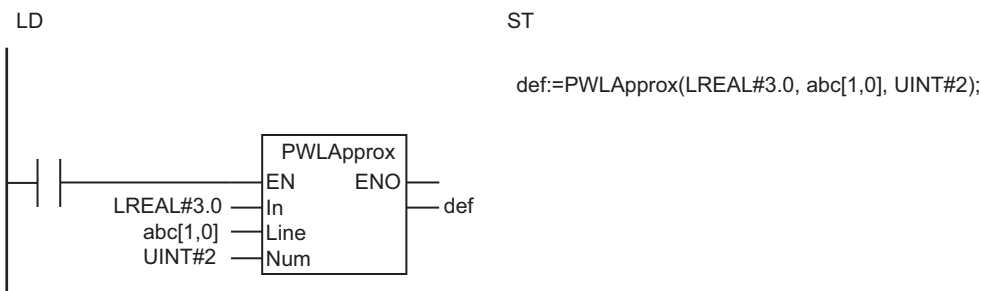 LD
ST
def:=PWLApprox(LREAL#3.0, abc[1,0], UINT#2);
PWLApprox
EN ENO
LREAL#3.0 In def
abc[1,0] Line
UINT#2 Num